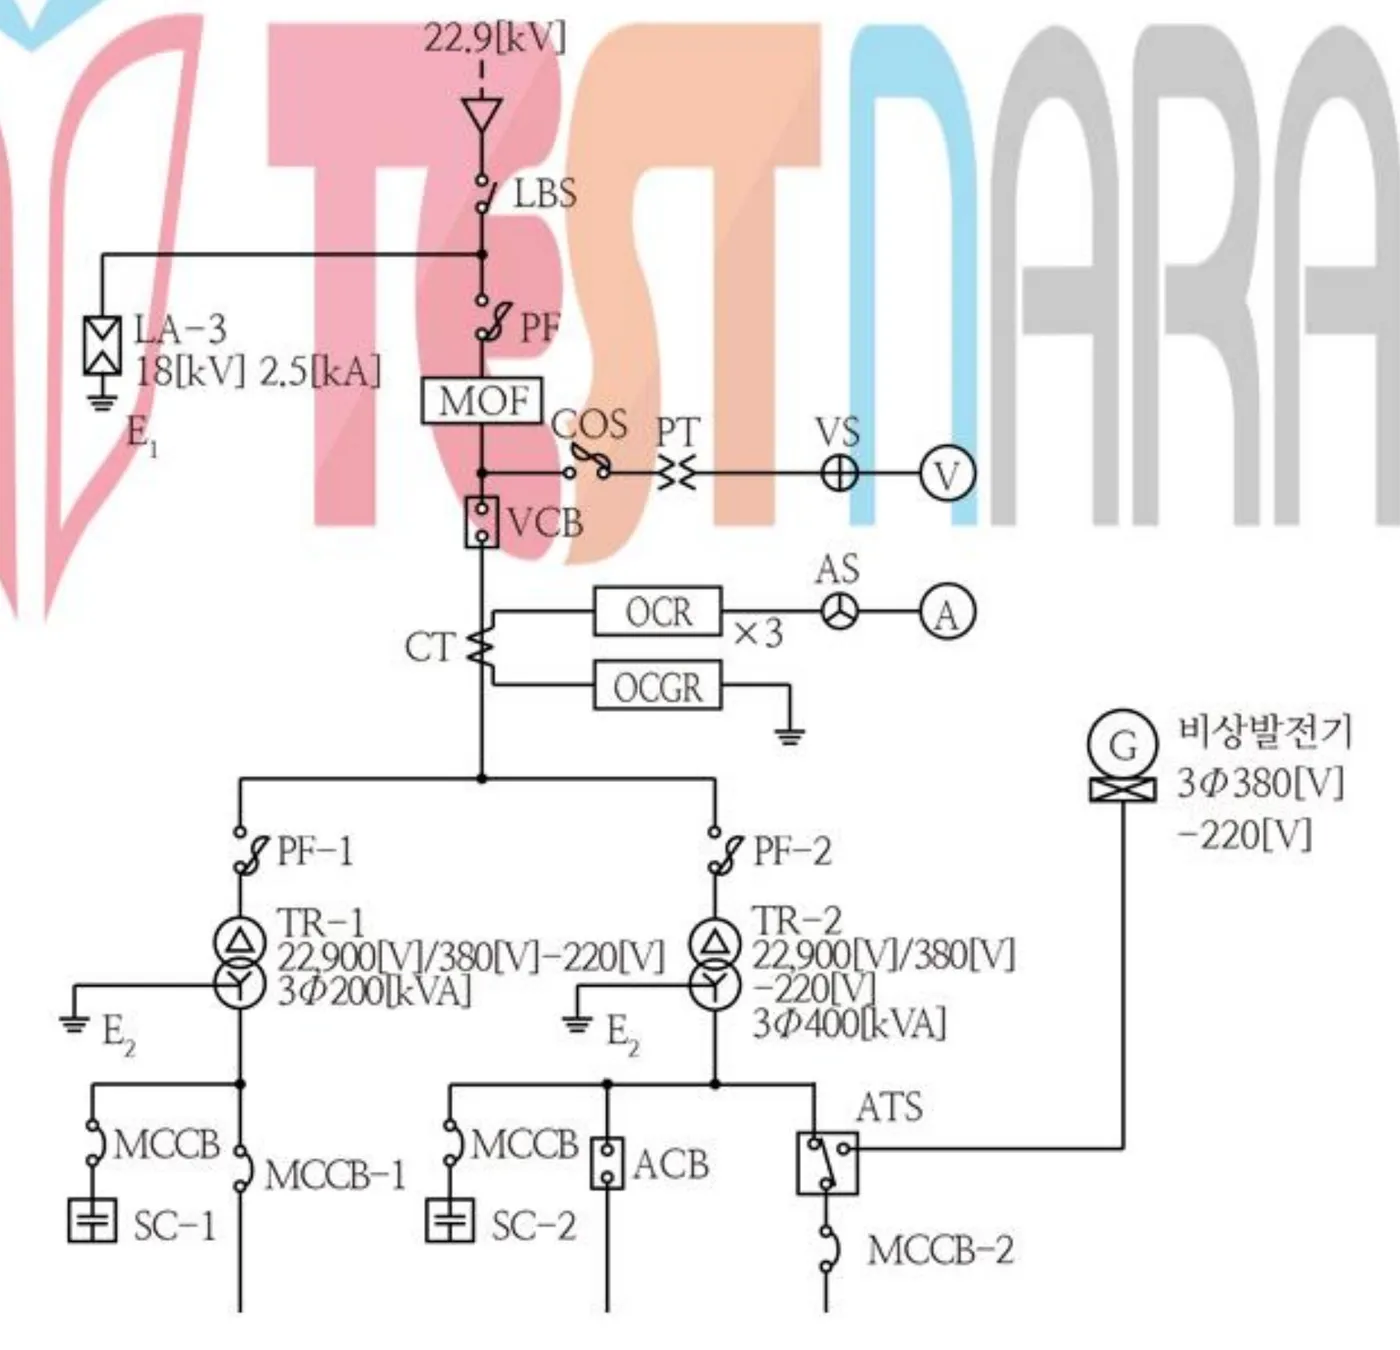 TESTNARA
22.9[kV]
LBS
LA-3
18[kV] 2.5[kA]
E1
PF
MOF
COS
PT
VS
V
VCB
AS
OCR
×3
A
CT
OCGR
G
비상발전기
3Φ380[V]
-220[V]
PF-1
PF-2
TR-1
22,900[V]/380[V]-220[V]
3Φ200[kVA]
E2
TR-2
22,900[V]/380[V]
-220[V]
3Φ400[kVA]
E2
ATS
MCCB
MCCB-1
SC-1
MCCB
ACB
SC-2
MCCB-2